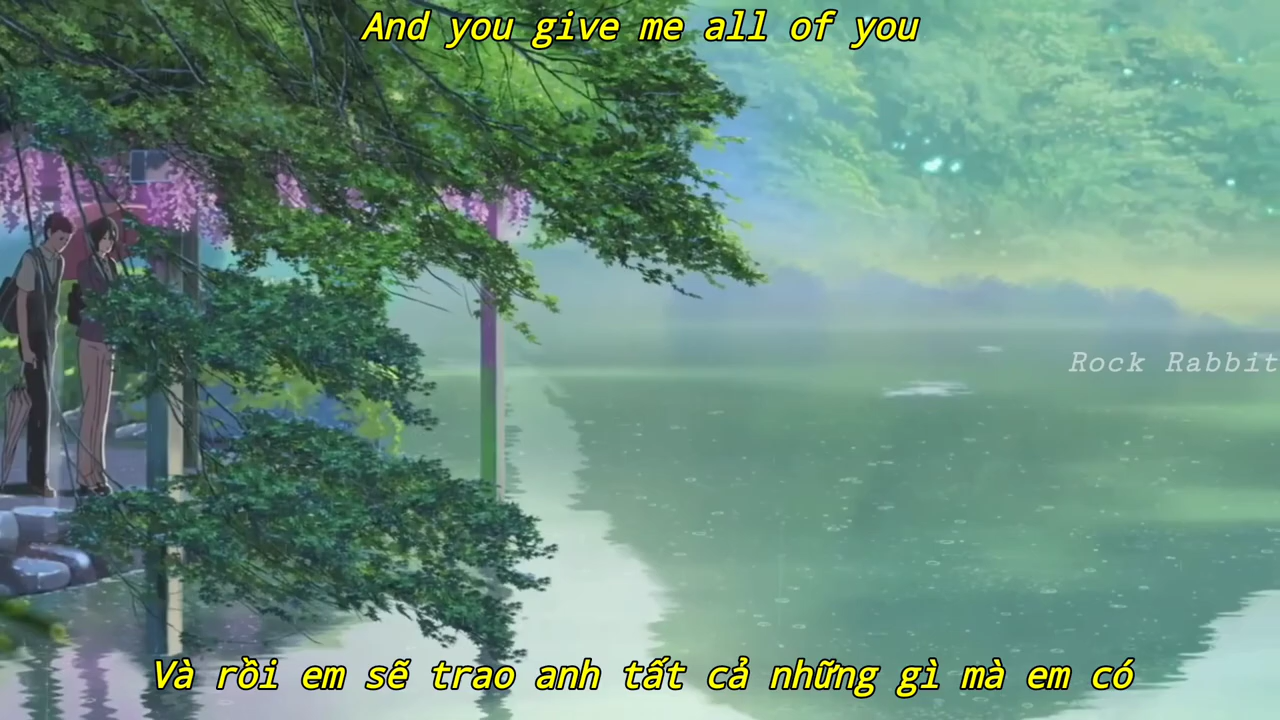 And you give me all of you
Rock Rabbit
Và rồi em sẽ trao anh tất cả những gì mà em có